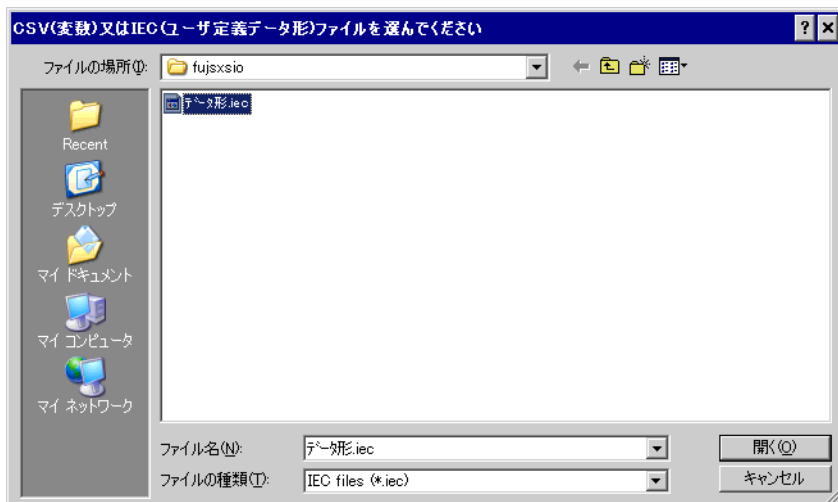 CSV(変数)又はIEC(ユーザ定義データ形)ファイルを選んでください
ファイルの場所(I):
fujsxsio
データ形.iec
Recent
デスクトップ
マイ ドキュメント
マイ コンピュータ
マイ ネットワーク
ファイル名(N):
データ形.iec
開く(O)
ファイルの種類(T):
IEC files (*.iec)
キャンセル